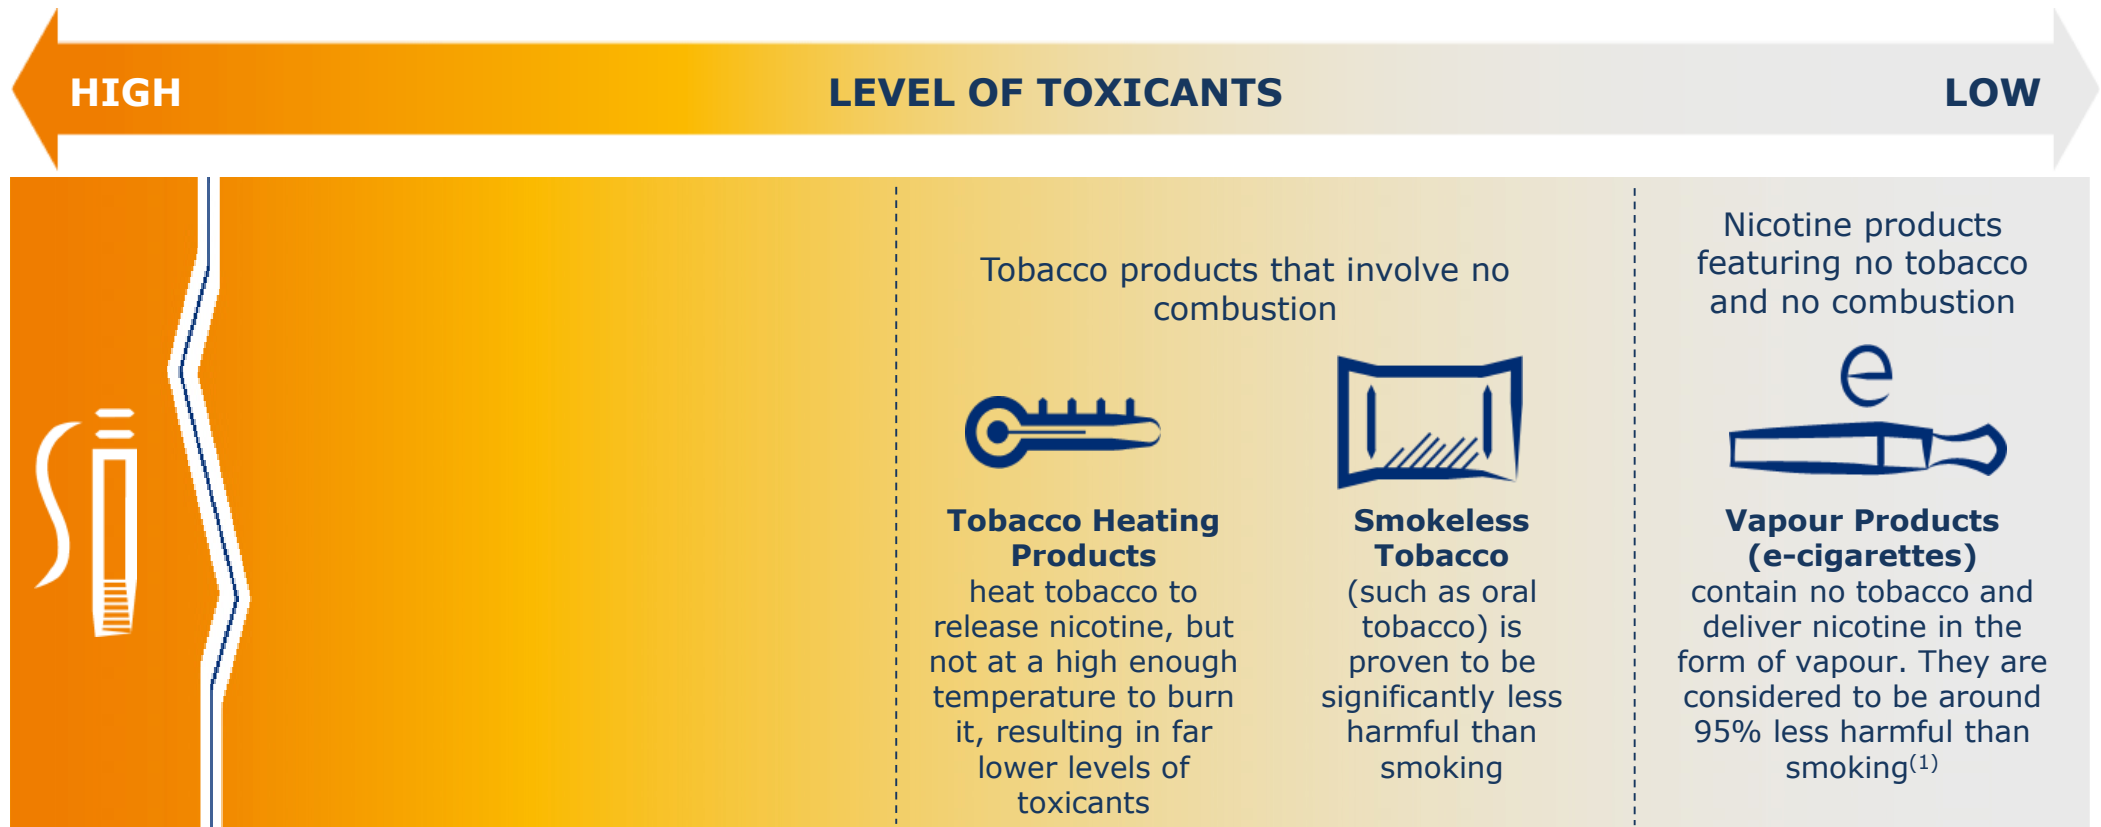 HIGH
LEVEL OF TOXICANTS
LOW
Tobacco products that involve no
combustion
Tobacco Heating
Products
heat tobacco to
release nicotine, but
not at a high enough
temperature to burn
it, resulting in far
lower levels of
toxicants
Smokeless
Tobacco
(such as oral
tobacco) is
proven to be
significantly less
harmful than
smoking
Nicotine products
featuring no tobacco
and no combustion
e
Vapour Products
(e-cigarettes)
contain no tobacco and
deliver nicotine in the
form of vapour. They are
considered to be around
95% less harmful than
smoking(1)